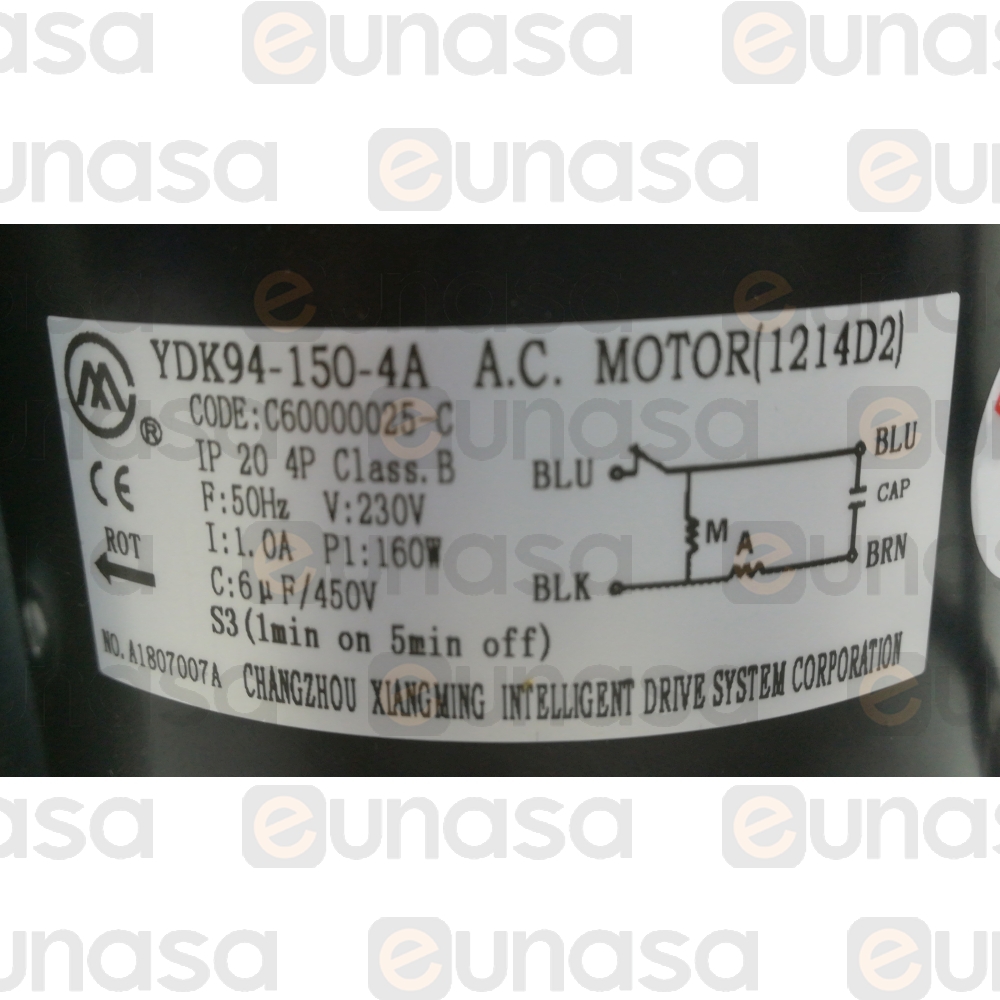 eunasa
YDK94-150-4A A.C. MOTOR(1214D2)
®
CODE:C60000025-C
IP 20 4P Class.B
CE
F:50Hz V:230V
ROT
I:1.0A P1:160W
C:6μF/450V
S3(1min on 5min off)
NO.A1807007A
CHANGZHOU XIANGMING INTELLIGENT DRIVE SYSTEM CORPORATION
BLU
BLU
CAP
M
A
BRN
BLK